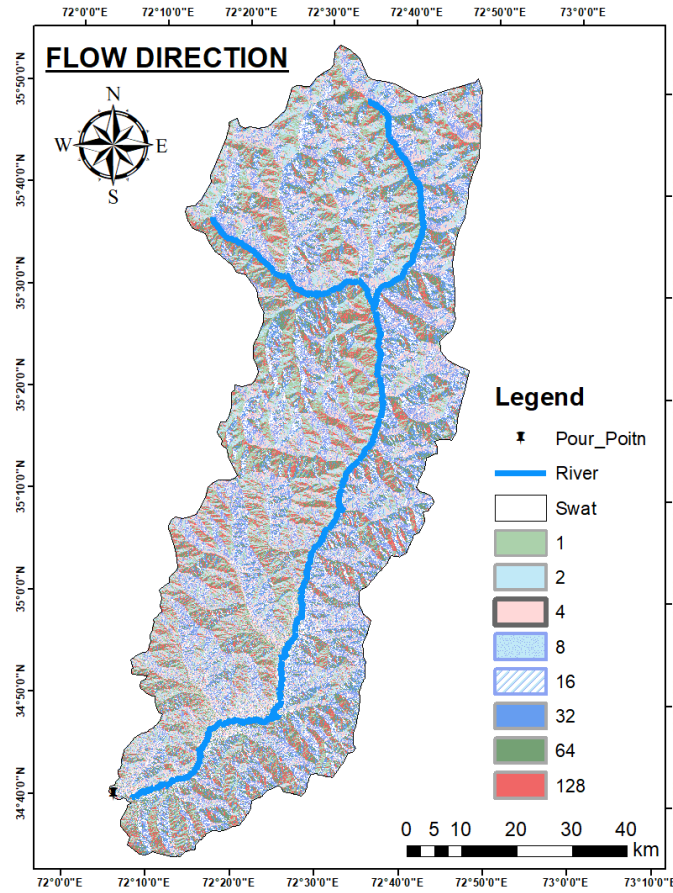 72°0'0"E 72°10'0"E 72°20'0"E 72°30'0"E 72°40'0"E 72°50'0"E 73°0'0"E
FLOW DIRECTION
N
W E
S
35°50'0"N
35°40'0"N
35°30'0"N
35°20'0"N
35°10'0"N
35°0'0"N
34°50'0"N
34°40'0"N
Legend
Pour_Poitn
River
Swat
1
2
4
8
16
32
64
128
0 5 10 20 30 40
km
72°0'0"E 72°10'0"E 72°20'0"E 72°30'0"E 72°40'0"E 72°50'0"E 73°0'0"E 73°10'0"E